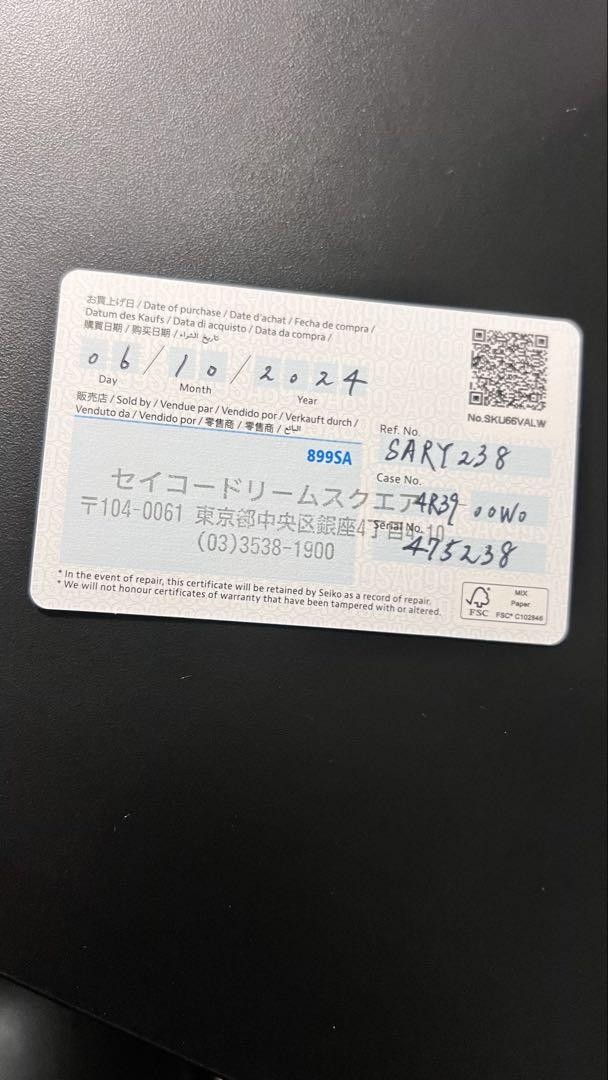 お買上げ日 / Date of purchase / Date d'achat / Fecha de compra /
Datum des Kaufs / Data di acquisto / Data da compra /
購買日期 / 购买日期 / تاريخ الشراء
06 / 10 / 2024
Day Month Year
No.SKU66VALW
販売店 / Sold by / Vendue par / Vendido por / Verkauft durch /
Venduto da / Vendido por / 零售商 / 零售商 / البائع
899SA
セイコードリームスクエア
〒104-0061 東京都中央区銀座4丁目4-10
(03)3538-1900
Ref. No.
SARY238
Case No.
4R39 00W0
Serial No.
475238
* In the event of repair, this certificate will be retained by Seiko as a record of repair.
* We will not honour certificates of warranty that have been tampered with or altered.
FSC
MIX
Paper
FSC® C102846